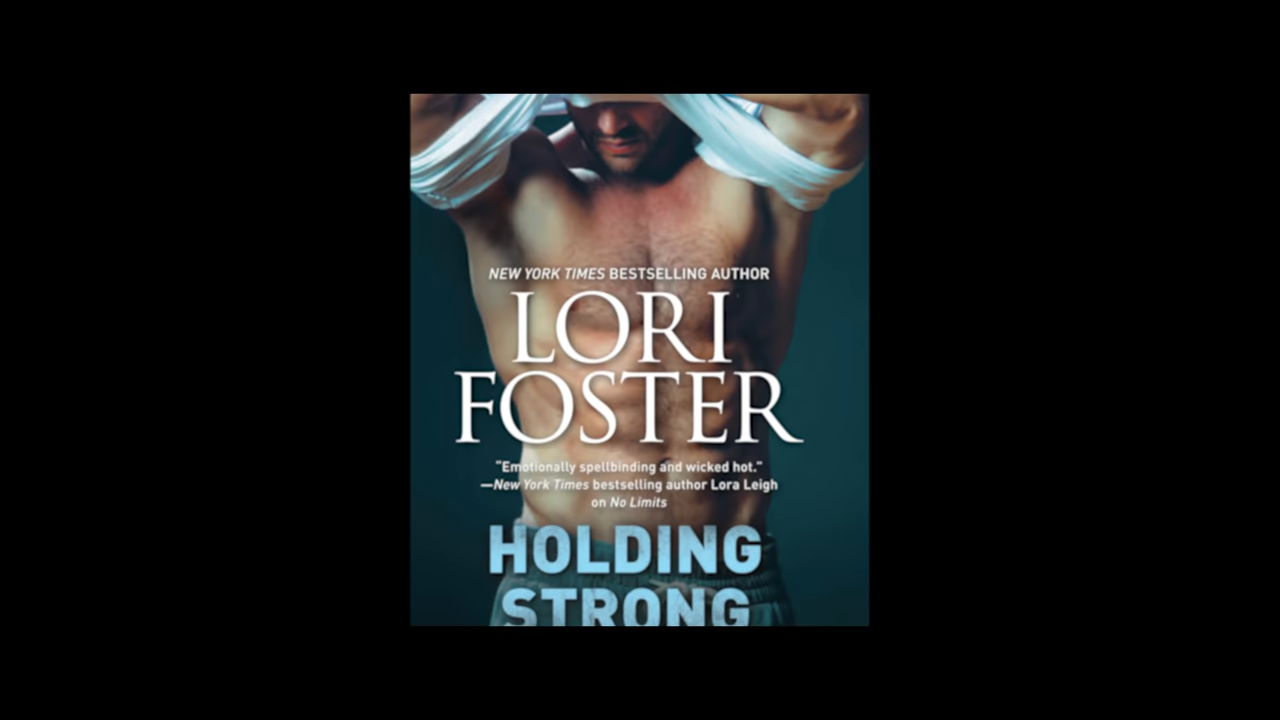 NEW YORK TIMES BESTSELLING AUTHOR
LORI
FOSTER
"Emotionally spellbinding and wicked hot."
—New York Times bestselling author Lora Leigh
on No Limits
HOLDING
STRONG